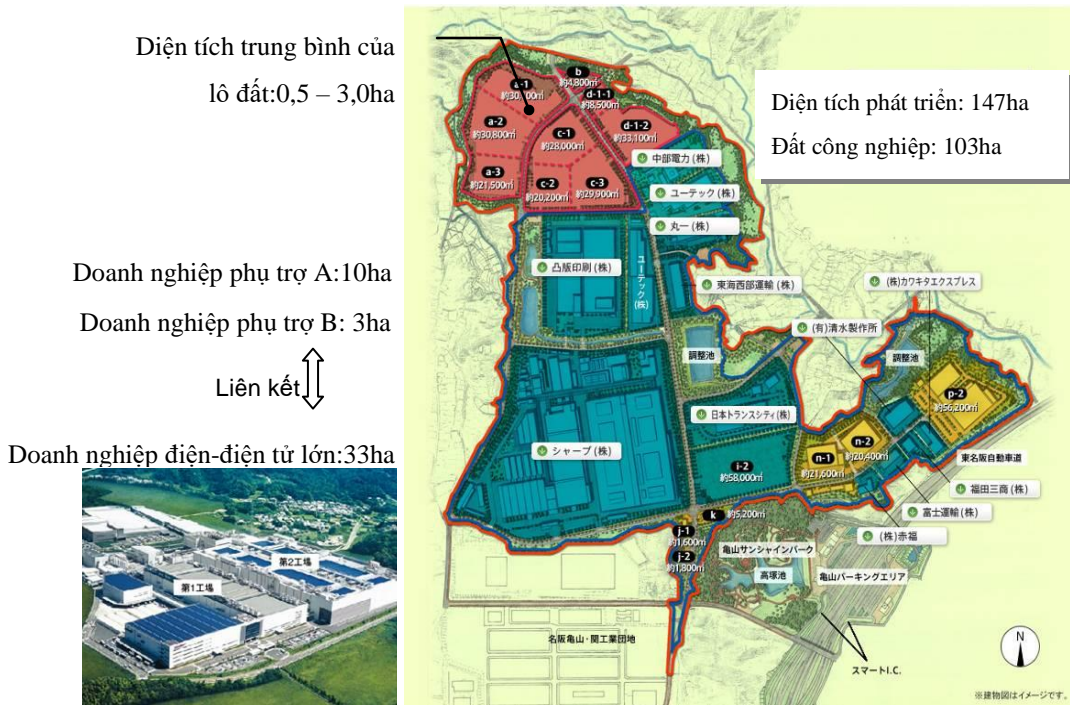 Diện tích trung bình của
lô đất:0,5 – 3,0ha
Diện tích phát triển: 147ha
Đất công nghiệp: 103ha
Doanh nghiệp phụ trợ A:10ha
Doanh nghiệp phụ trợ B: 3ha
Liên kết
Doanh nghiệp điện-điện tử lớn:33ha
第1工場
第2工場
a-1
b
約4,800㎡
d-1-1
約8,500㎡
a-2
約30,800㎡
c-1
約28,000㎡
d-1-2
約33,100㎡
a-3
約21,500㎡
c-2
約20,200㎡
c-3
約29,900㎡
中部電力(株)
ユーテック(株)
丸一(株)
凸版印刷(株)
ユーテック(株)
東海西部運輸(株)
(株)カワキタエクスプレス
(有)清水製作所
調整池
調整池
p-2
約56,200㎡
日本トランスシティ(株)
シャープ(株)
n-2
約20,400㎡
n-1
約21,600㎡
東名阪自動車道
i-2
約58,000㎡
福田三商(株)
富士運輸(株)
(株)赤福
k
約5,200㎡
j-1
約1,600㎡
j-2
約1,800㎡
亀山サンシャインパーク
高塚池
亀山パーキングエリア
名阪亀山・関工業団地
スマートI.C.
N
※建物図はイメージです。